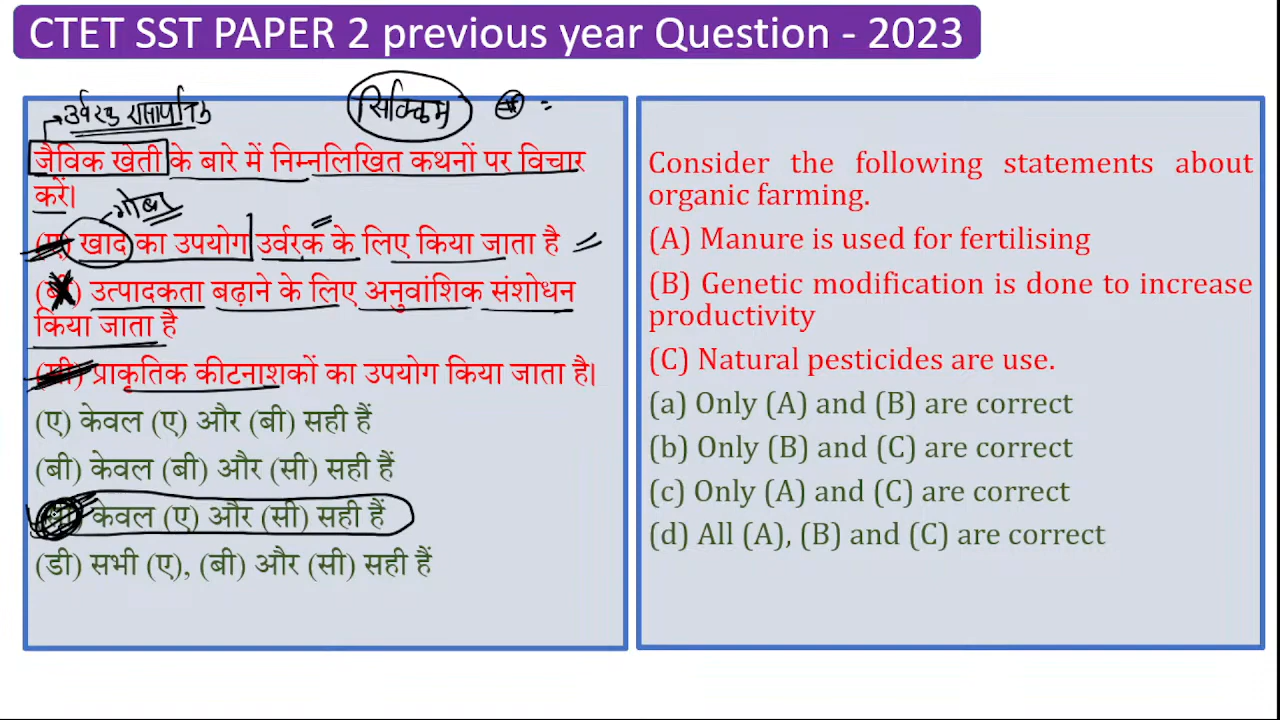 CTET SST PAPER 2 previous year Question - 2023
उर्वरक रासायनिक
सिक्किम
जैविक खेती के बारे में निम्नलिखित कथनों पर विचार
करें।
गोबर
(ए) खाद का उपयोग उर्वरक के लिए किया जाता है
(बी) उत्पादकता बढ़ाने के लिए अनुवांशिक संशोधन
किया जाता है
(सी) प्राकृतिक कीटनाशकों का उपयोग किया जाता है।
(ए) केवल (ए) और (बी) सही हैं
(बी) केवल (बी) और (सी) सही हैं
(सी) केवल (ए) और (सी) सही हैं
(डी) सभी (ए), (बी) और (सी) सही हैं
Consider the following statements about
organic farming.
(A) Manure is used for fertilising
(B) Genetic modification is done to increase
productivity
(C) Natural pesticides are use.
(a) Only (A) and (B) are correct
(b) Only (B) and (C) are correct
(c) Only (A) and (C) are correct
(d) All (A), (B) and (C) are correct